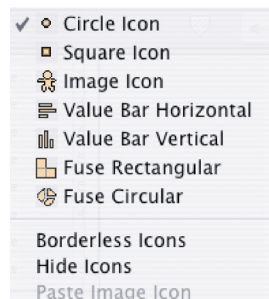 Circle Icon
Square Icon
Image Icon
Value Bar Horizontal
Value Bar Vertical
Fuse Rectangular
Fuse Circular
Borderless Icons
Hide Icons
Paste Image Icon